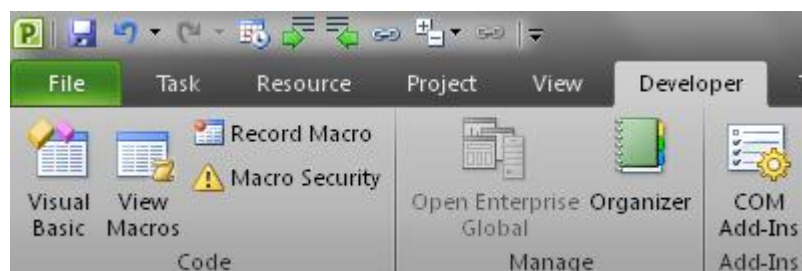 File Task Resource Project View Developer
Record Macro
Macro Security
Visual Basic
View Macros
Open Enterprise Global
Organizer
COM Add-Ins
Code Manage Add-Ins